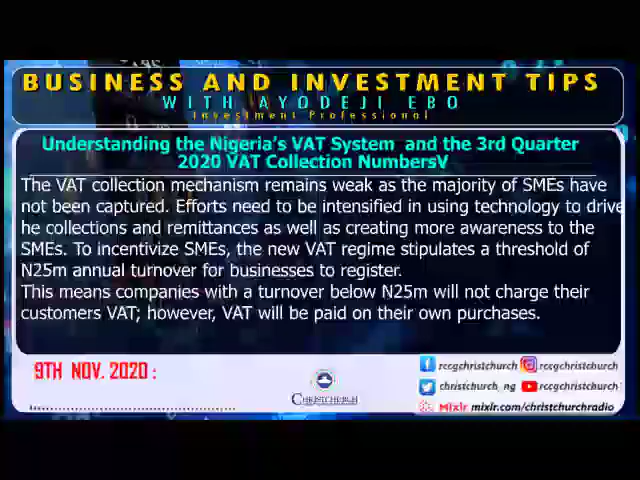 BUSINESS AND INVESTMENT TIPS
WITH AYODEJI EBO
Investment Professional
Understanding the Nigeria's VAT System and the 3rd Quarter
2020 VAT Collection NumbersV
The VAT collection mechanism remains weak as the majority of SMEs have
not been captured. Efforts need to be intensified in using technology to drive
he collections and remittances as well as creating more awareness to the
SMEs. To incentivize SMEs, the new VAT regime stipulates a threshold of
N25m annual turnover for businesses to register.
This means companies with a turnover below N25m will not charge their
customers VAT; however, VAT will be paid on their own purchases.
9TH NOV. 2020 :
CHRISTCHURCH
rccgchristchurch rccgchristchurch
christchurch_ng rccgchristchurch
Mixlr mixlr.com/christchurchradio